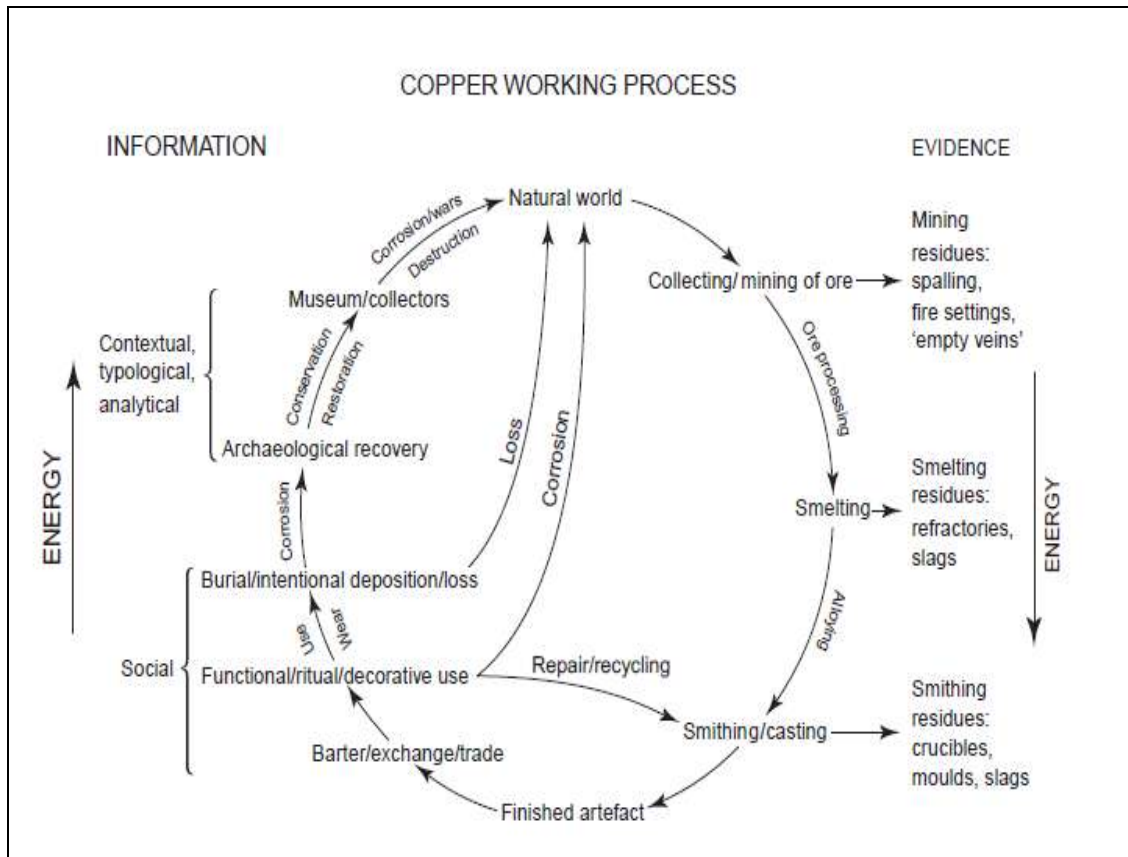 COPPER WORKING PROCESS
INFORMATION
EVIDENCE
Natural world
Corrosion/wars
Destruction
Mining
residues:
spalling,
fire settings,
‘empty veins’
Collecting/ mining of ore
Museum/collectors
Contextual,
typological,
analytical
Conservation
Restoration
Ore processing
Archaeological recovery
Loss
Corrosion
ENERGY
Smelting
Smelting
residues:
refractories,
slags
ENERGY
Corrosion
Burial/intentional deposition/loss
Alloying
Use
Wear
Social
Functional/ritual/decorative use
Repair/recycling
Smithing/casting
Smithing
residues:
crucibles,
moulds, slags
Barter/exchange/trade
Finished artefact